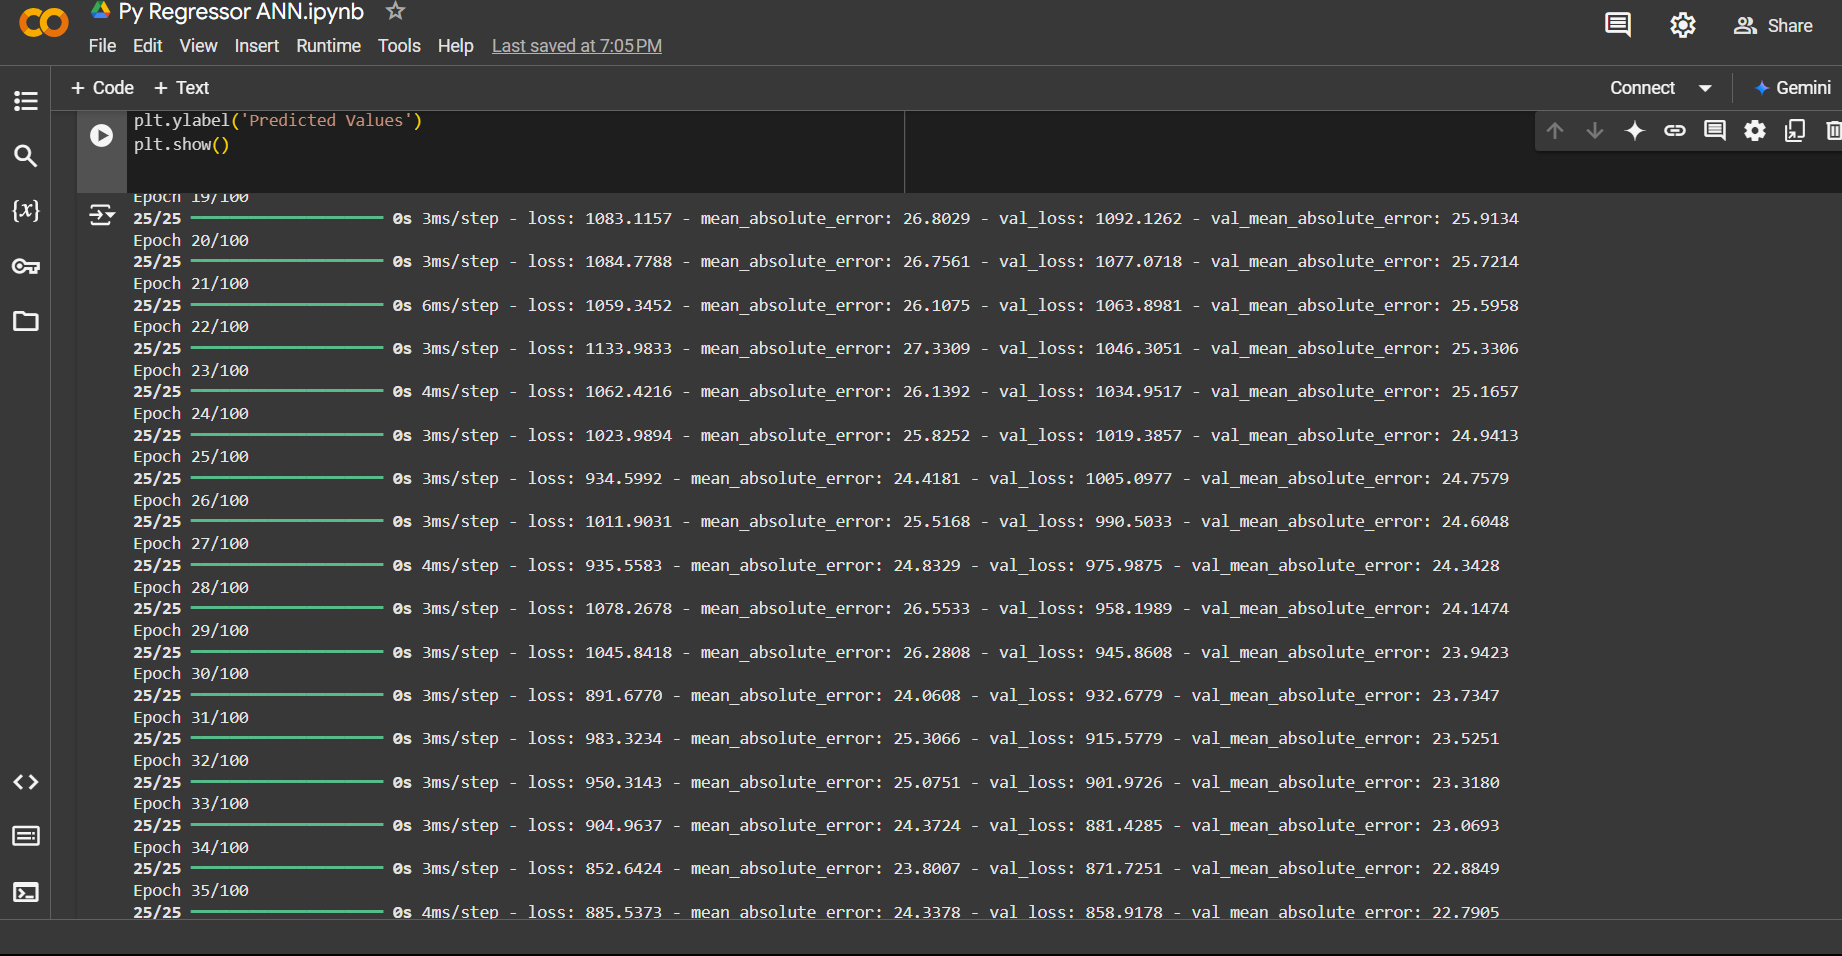 Py Regressor ANN.ipynb
File Edit View Insert Runtime Tools Help Last saved at 7:05 PM
Share
+ Code + Text
Connect
Gemini
{x}
plt.ylabel('Predicted Values')
plt.show()
Epoch 19/100
25/25 0s 3ms/step - loss: 1083.1157 - mean_absolute_error: 26.8029 - val_loss: 1092.1262 - val_mean_absolute_error: 25.9134
Epoch 20/100
25/25 0s 3ms/step - loss: 1084.7788 - mean_absolute_error: 26.7561 - val_loss: 1077.0718 - val_mean_absolute_error: 25.7214
Epoch 21/100
25/25 0s 6ms/step - loss: 1059.3452 - mean_absolute_error: 26.1075 - val_loss: 1063.8981 - val_mean_absolute_error: 25.5958
Epoch 22/100
25/25 0s 3ms/step - loss: 1133.9833 - mean_absolute_error: 27.3309 - val_loss: 1046.3051 - val_mean_absolute_error: 25.3306
Epoch 23/100
25/25 0s 4ms/step - loss: 1062.4216 - mean_absolute_error: 26.1392 - val_loss: 1034.9517 - val_mean_absolute_error: 25.1657
Epoch 24/100
25/25 0s 3ms/step - loss: 1023.9894 - mean_absolute_error: 25.8252 - val_loss: 1019.3857 - val_mean_absolute_error: 24.9413
Epoch 25/100
25/25 0s 3ms/step - loss: 934.5992 - mean_absolute_error: 24.4181 - val_loss: 1005.0977 - val_mean_absolute_error: 24.7579
Epoch 26/100
25/25 0s 3ms/step - loss: 1011.9031 - mean_absolute_error: 25.5168 - val_loss: 990.5033 - val_mean_absolute_error: 24.6048
Epoch 27/100
25/25 0s 4ms/step - loss: 935.5583 - mean_absolute_error: 24.8329 - val_loss: 975.9875 - val_mean_absolute_error: 24.3428
Epoch 28/100
25/25 0s 3ms/step - loss: 1078.2678 - mean_absolute_error: 26.5533 - val_loss: 958.1989 - val_mean_absolute_error: 24.1474
Epoch 29/100
25/25 0s 3ms/step - loss: 1045.8418 - mean_absolute_error: 26.2808 - val_loss: 945.8608 - val_mean_absolute_error: 23.9423
Epoch 30/100
25/25 0s 3ms/step - loss: 891.6770 - mean_absolute_error: 24.0608 - val_loss: 932.6779 - val_mean_absolute_error: 23.7347
Epoch 31/100
25/25 0s 3ms/step - loss: 983.3234 - mean_absolute_error: 25.3066 - val_loss: 915.5779 - val_mean_absolute_error: 23.5251
Epoch 32/100
25/25 0s 3ms/step - loss: 950.3143 - mean_absolute_error: 25.0751 - val_loss: 901.9726 - val_mean_absolute_error: 23.3180
Epoch 33/100
25/25 0s 3ms/step - loss: 904.9637 - mean_absolute_error: 24.3724 - val_loss: 881.4285 - val_mean_absolute_error: 23.0693
Epoch 34/100
25/25 0s 3ms/step - loss: 852.6424 - mean_absolute_error: 23.8007 - val_loss: 871.7251 - val_mean_absolute_error: 22.8849
Epoch 35/100
25/25 0s 4ms/step - loss: 885.5373 - mean_absolute_error: 24.3378 - val_loss: 858.9178 - val_mean_absolute_error: 22.7905